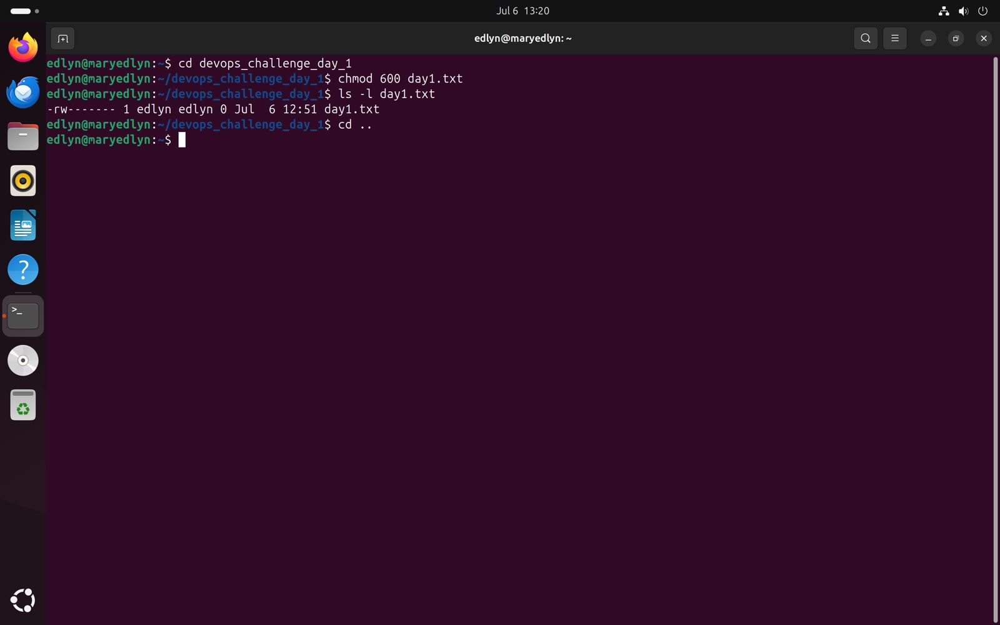 Jul 6 13:20
edlyn@maryedlyn: ~
edlyn@maryedlyn:~$ cd devops_challenge_day_1
edlyn@maryedlyn:~/devops_challenge_day_1$ chmod 600 day1.txt
edlyn@maryedlyn:~/devops_challenge_day_1$ ls -l day1.txt
-rw------- 1 edlyn edlyn 0 Jul  6 12:51 day1.txt
edlyn@maryedlyn:~/devops_challenge_day_1$ cd ..
edlyn@maryedlyn:~$